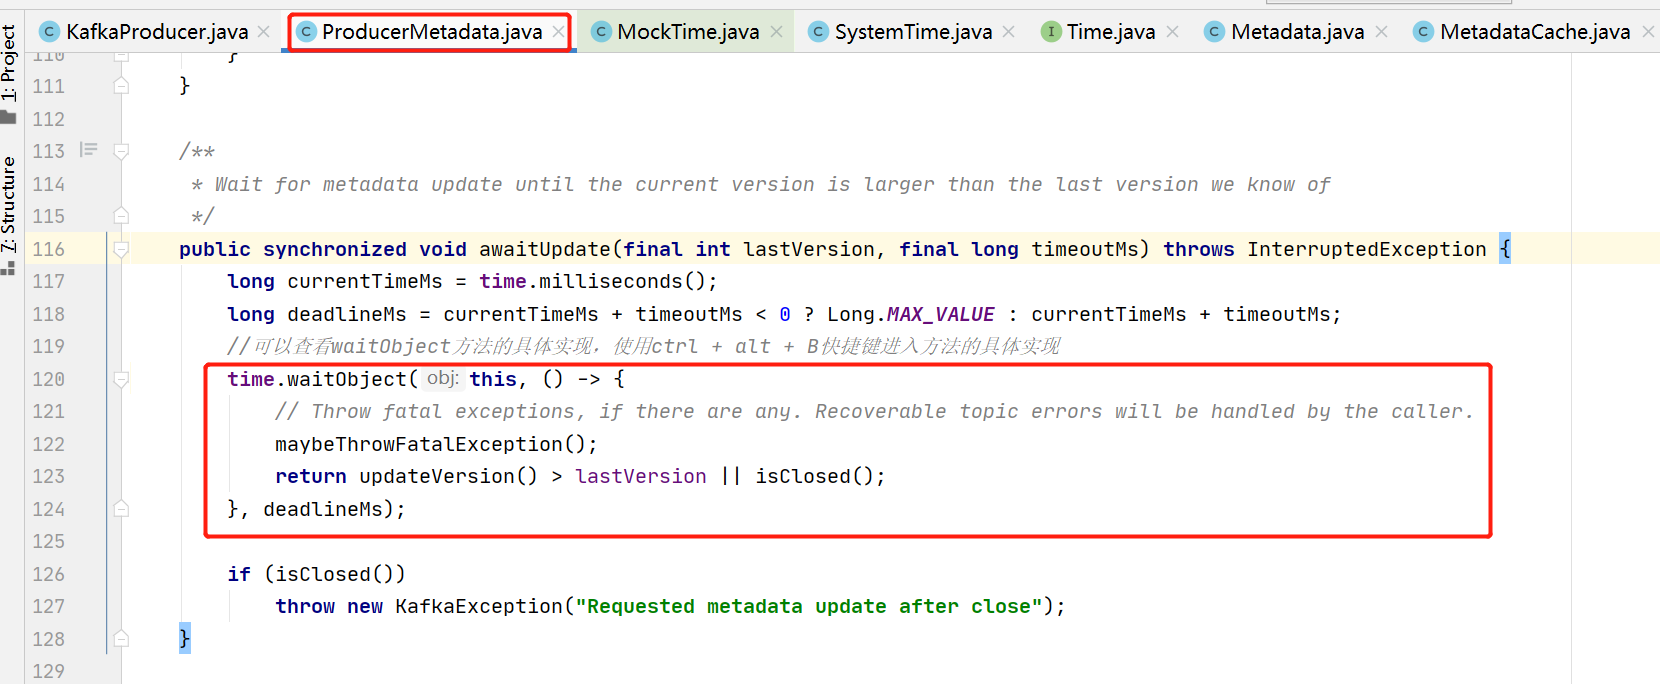 KafkaProducer.java ProducerMetadata.java MockTime.java SystemTime.java Time.java Metadata.java MetadataCache.java
1: Project
7: Structure
110 }
111 }
112
113 /**
114 * Wait for metadata update until the current version is larger than the last version we know of
115 */
116 public synchronized void awaitUpdate(final int lastVersion, final long timeoutMs) throws InterruptedException {
117 long currentTimeMs = time.milliseconds();
118 long deadlineMs = currentTimeMs + timeoutMs < 0 ? Long.MAX_VALUE : currentTimeMs + timeoutMs;
119 //可以查看waitObject方法的具体实现，使用ctrl + alt + B快捷键进入方法的具体实现
120 time.waitObject( obj: this, () -> {
121 // Throw fatal exceptions, if there are any. Recoverable topic errors will be handled by the caller.
122 maybeThrowFatalException();
123 return updateVersion() > lastVersion || isClosed();
124 }, deadlineMs);
125
126 if (isClosed())
127 throw new KafkaException("Requested metadata update after close");
128 }
129